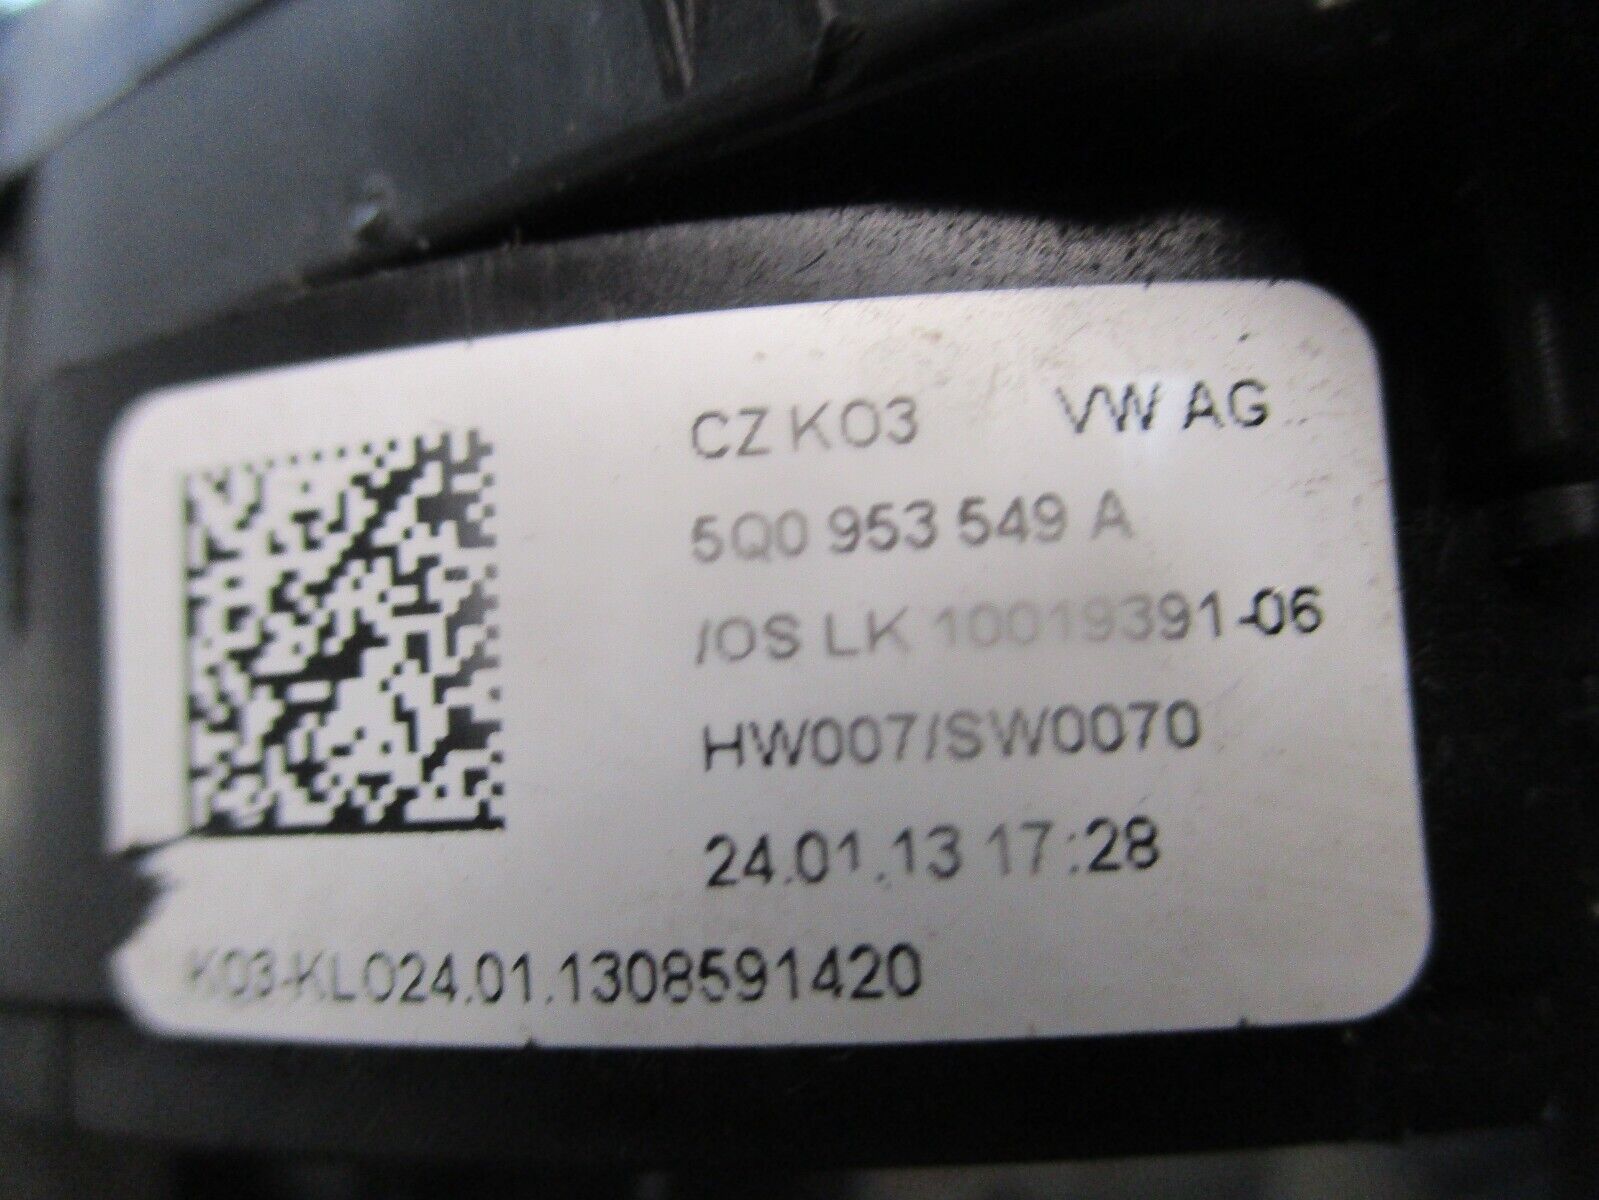 CZ K03 VW AG
5Q0 953 549 A
/OS LK 10019391-06
HW007/SW0070
24.01.13 17:28
K03-KLO24.01.1308591420